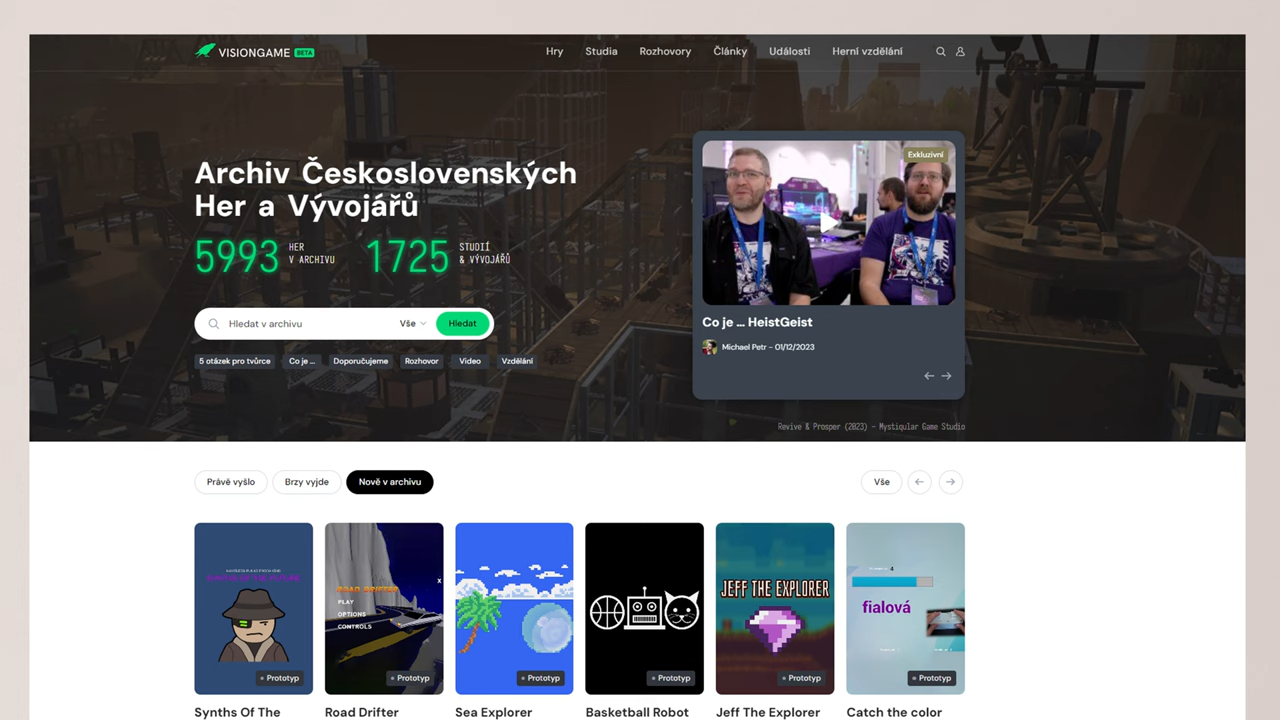 VISIONGAME BETA
Hry Studia Rozhovory Články Události Herní vzdělání
Archiv Československých
Her a Vývojářů
5993 HER
V ARCHIVU
1725 STUDIÍ
& VÝVOJÁŘŮ
Hledat v archivu Vše Hledat
5 otázek pro tvůrce Co je ... Doporučujeme Rozhovor Video Vzdělání
Exkluzivní
Co je ... HeistGeist
Michael Petr - 01/12/2023
Revive & Prosper (2023) - Mystiqular Game Studio
Právě vyšlo Brzy vyjde Nově v archivu Vše
ROAD DRIFTER
X
PLAY
OPTIONS
CONTROLS
JEFF THE EXPLORER
4
fialová
Prototyp Prototyp Prototyp Prototyp Prototyp Prototyp
Synths Of The Road Drifter Sea Explorer Basketball Robot Jeff The Explorer Catch the color